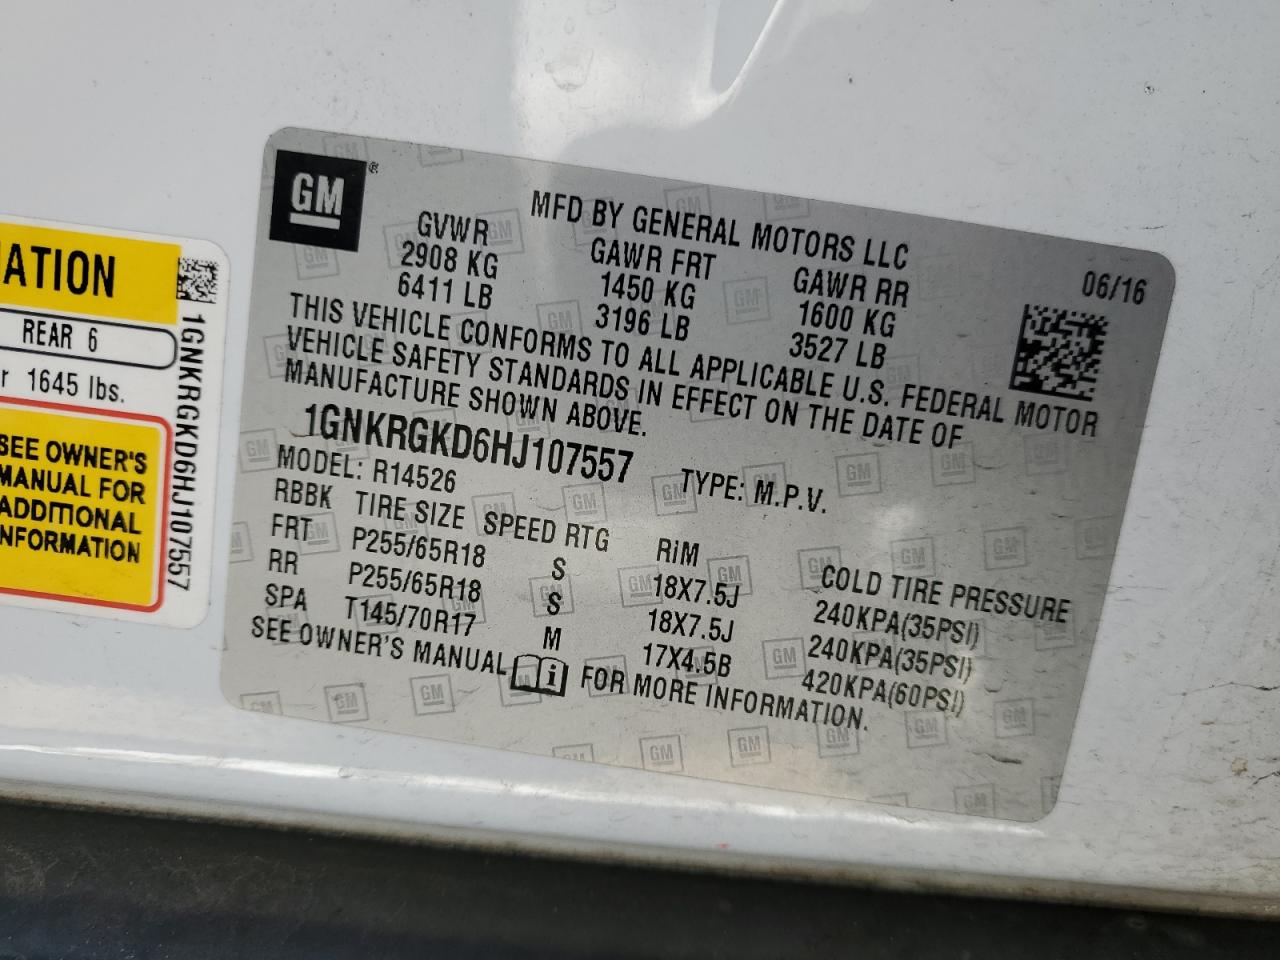 GM
®
MFD BY GENERAL MOTORS LLC
06/16
GVWR GAWR FRT GAWR RR
2908 KG 1450 KG 1600 KG
6411 LB 3196 LB 3527 LB
THIS VEHICLE CONFORMS TO ALL APPLICABLE U.S. FEDERAL MOTOR
VEHICLE SAFETY STANDARDS IN EFFECT ON THE DATE OF
MANUFACTURE SHOWN ABOVE.
1GNKRGKD6HJ107557 TYPE: M.P.V.
MODEL: R14526
RBBK TIRE SIZE SPEED RTG RiM COLD TIRE PRESSURE
FRT P255/65R18 S 18X7.5J 240KPA(35PSI)
RR P255/65R18 S 18X7.5J 240KPA(35PSI)
SPA T145/70R17 M 17X4.5B 420KPA(60PSI)
SEE OWNER'S MANUAL i FOR MORE INFORMATION.
REAR 6
1645 lbs.
SEE OWNER'S
MANUAL FOR
ADDITIONAL
INFORMATION
1GNKRGKD6HJ107557